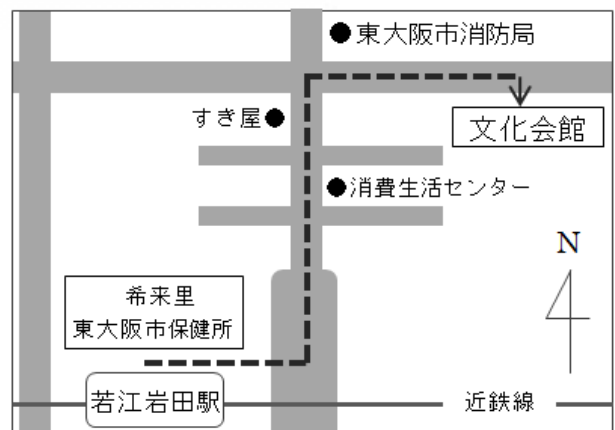 東大阪市消防局
すき屋
文化会館
消費生活センター
N
希来里
東大阪市保健所
若江岩田駅
近鉄線